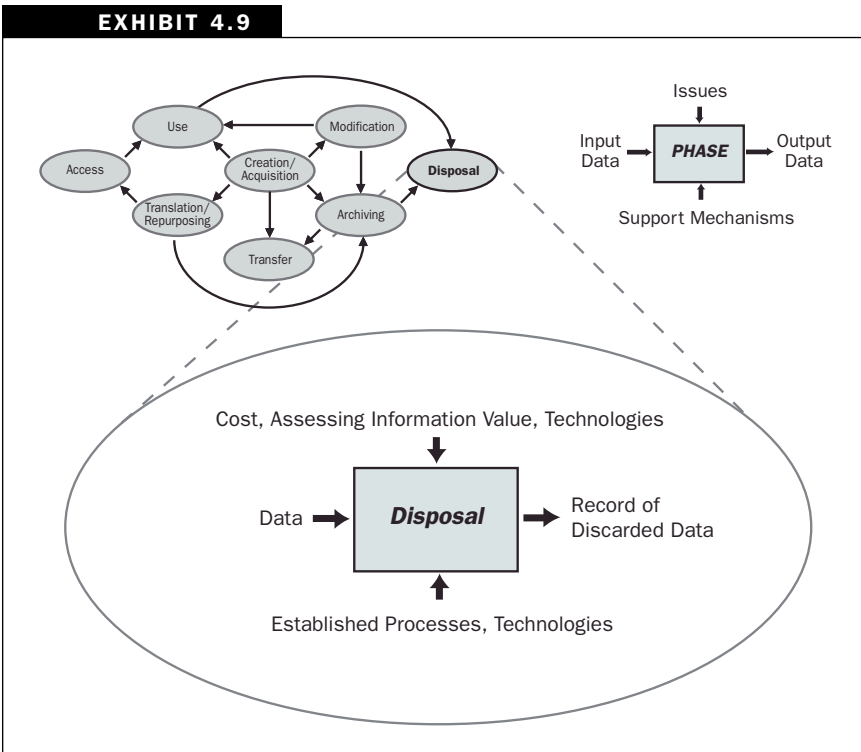 EXHIBIT 4.9
Use
Modification
Access
Creation/
Acquisition
Disposal
Translation/
Repurposing
Archiving
Transfer
Issues
Input
Data
PHASE
Output
Data
Support Mechanisms
Cost, Assessing Information Value, Technologies
Data
Disposal
Record of
Discarded Data
Established Processes, Technologies